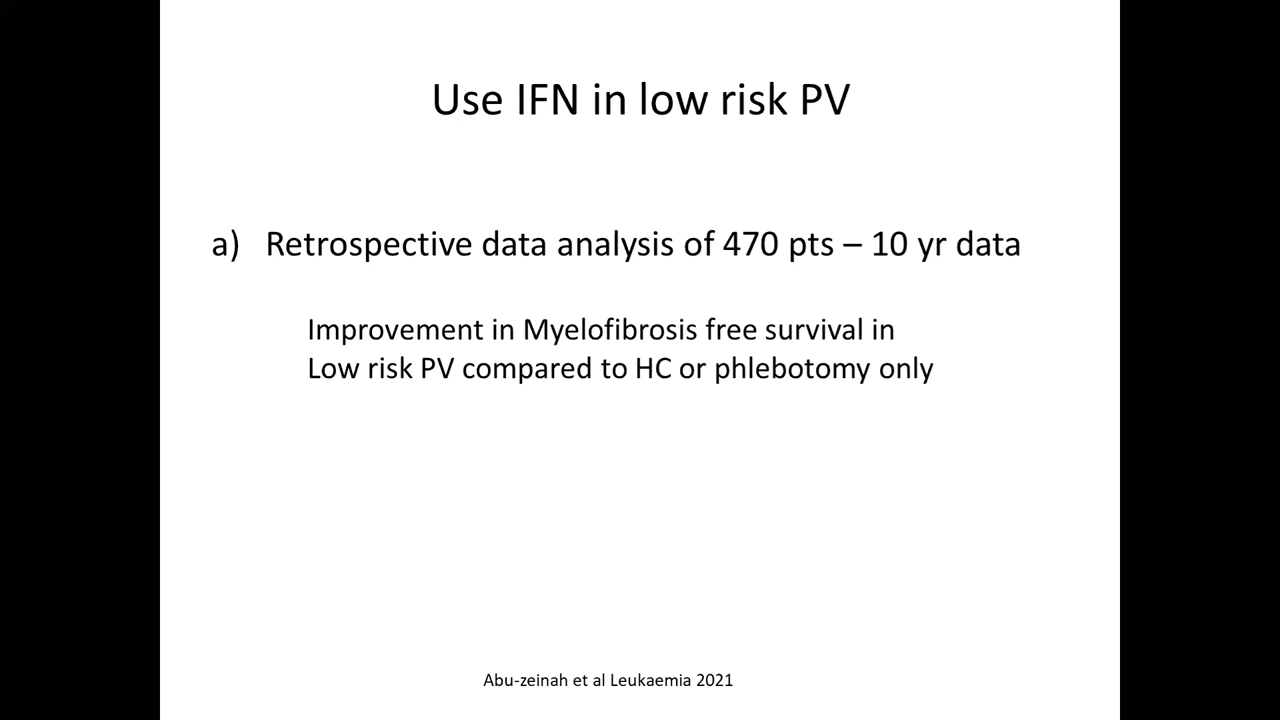 Use IFN in low risk PV
a) Retrospective data analysis of 470 pts – 10 yr data
Improvement in Myelofibrosis free survival in
Low risk PV compared to HC or phlebotomy only
Abu-zeinah et al Leukaemia 2021